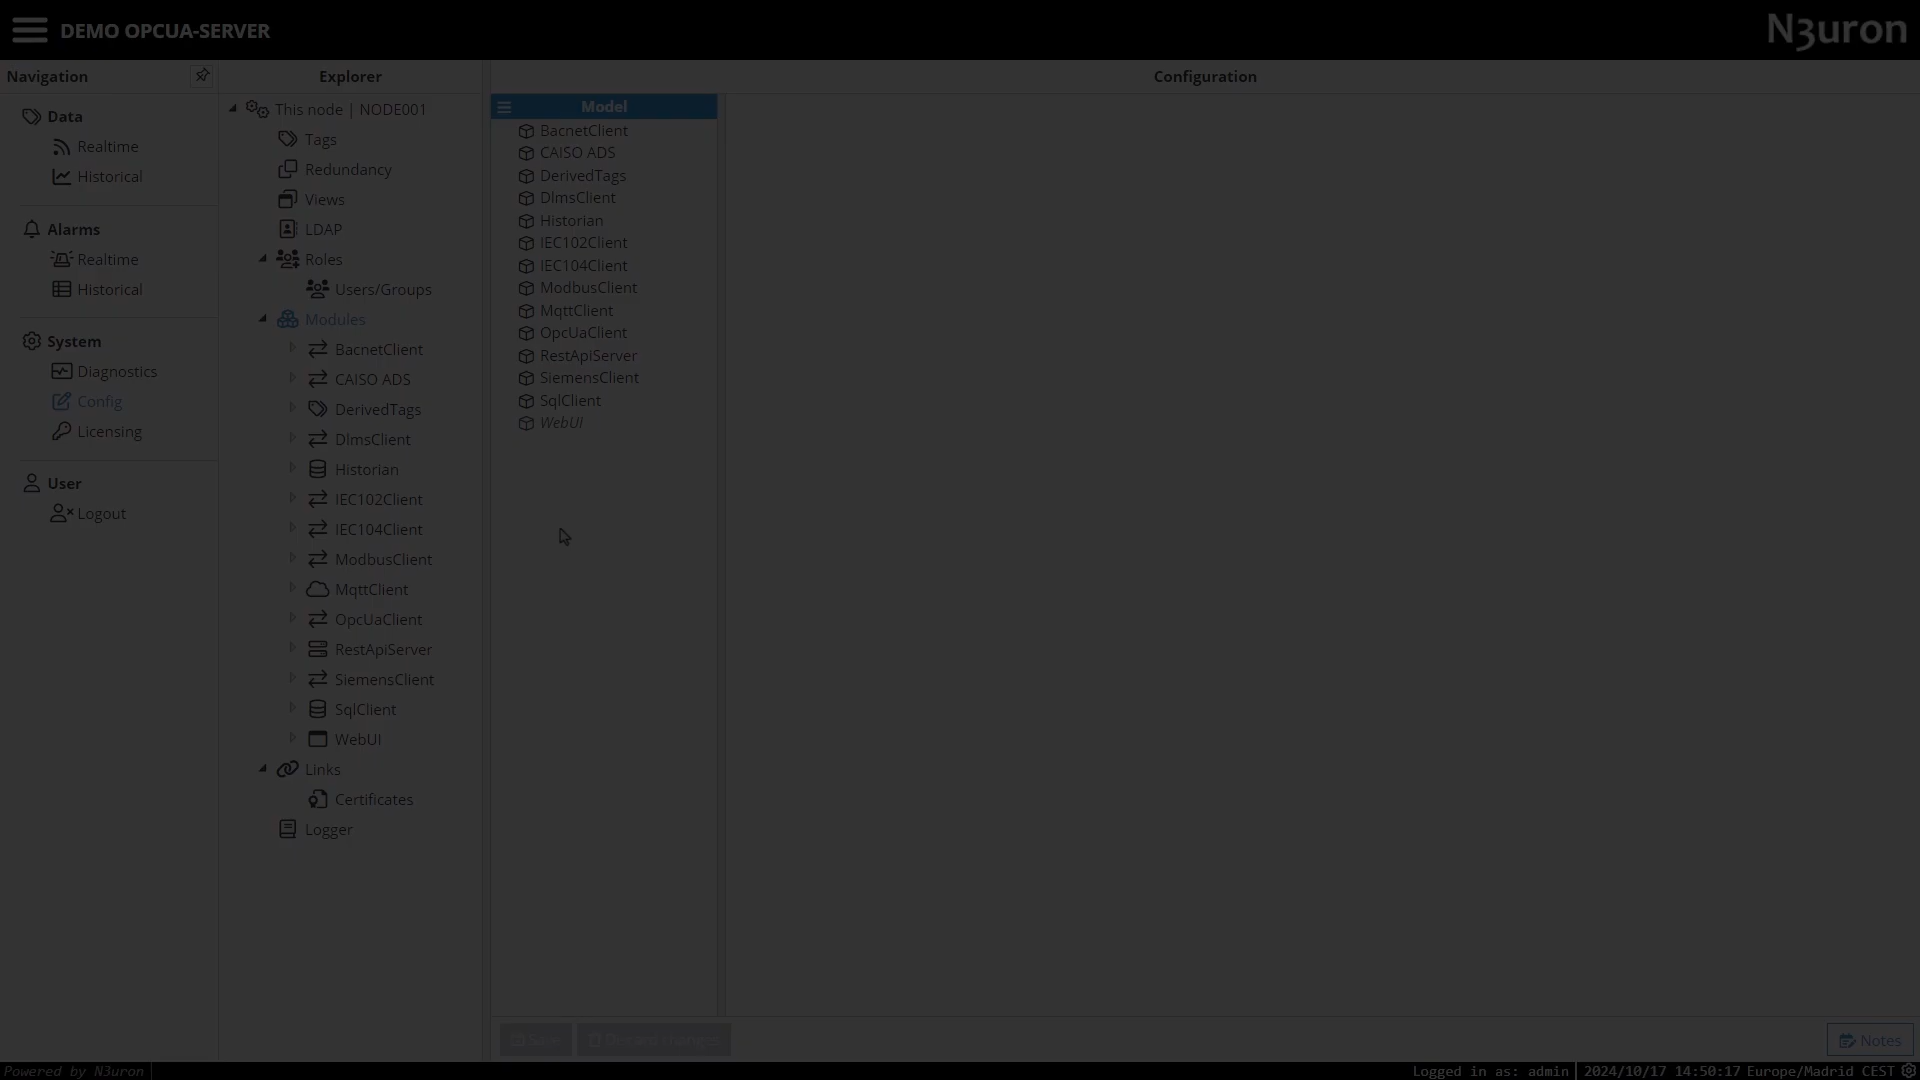 DEMO OPCUA-SERVER
N3uron
Navigation
Data
Realtime
Historical
Alarms
Realtime
Historical
System
Diagnostics
Config
Licensing
User
Logout
Explorer
This node | NODE001
Tags
Redundancy
Views
LDAP
Roles
Users/Groups
Modules
BacnetClient
CAISO ADS
DerivedTags
DlmsClient
Historian
IEC102Client
IEC104Client
ModbusClient
MqttClient
OpcUaClient
RestApiServer
SiemensClient
SqlClient
WebUI
Links
Certificates
Logger
Configuration
Model
BacnetClient
CAISO ADS
DerivedTags
DlmsClient
Historian
IEC102Client
IEC104Client
ModbusClient
MqttClient
OpcUaClient
RestApiServer
SiemensClient
SqlClient
WebUI
Save
Discard changes
Notes
Powered by N3uron
Logged in as: admin
2024/10/17 14:50:17 Europe/Madrid CEST